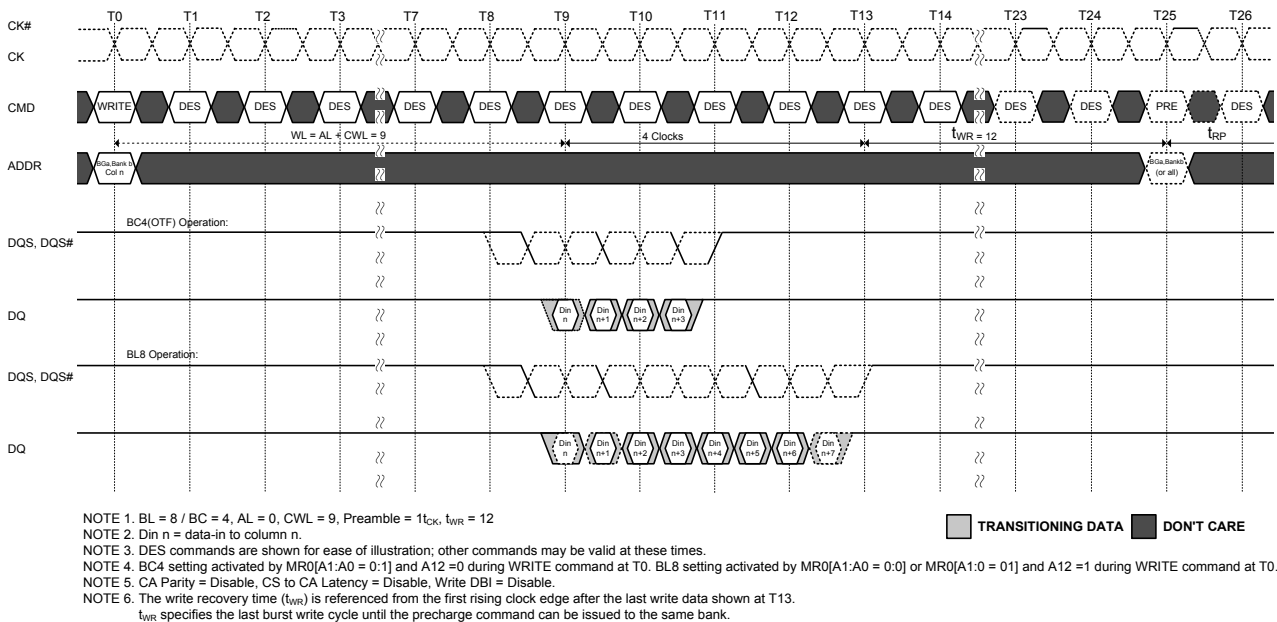 T0 T1 T2 T3 T7 T8 T9 T10 T11 T12 T13 T14 T23 T24 T25 T26
CK#
CK
CMD WRITE DES DES DES DES DES DES DES DES DES DES DES DES DES PRE DES
WL = AL + CWL = 9 4 Clocks tWR = 12 tRP
ADDR
BGa,Bank b
Col n
BGa,Bankb
(or all)
BC4(OTF) Operation:
DQS, DQS#
DQ
Din n
Din n+1
Din n+2
Din n+3
BL8 Operation:
DQS, DQS#
DQ
Din n
Din n+1
Din n+2
Din n+3
Din n+4
Din n+5
Din n+6
Din n+7
NOTE 1. BL = 8 / BC = 4, AL = 0, CWL = 9, Preamble = 1tCK, tWR = 12
NOTE 2. Din n = data-in to column n.
NOTE 3. DES commands are shown for ease of illustration; other commands may be valid at these times.
NOTE 4. BC4 setting activated by MR0[A1:A0 = 0:1] and A12 =0 during WRITE command at T0. BL8 setting activated by MR0[A1:A0 = 0:0] or MR0[A1:0 = 01] and A12 =1 during WRITE command at T0.
NOTE 5. CA Parity = Disable, CS to CA Latency = Disable, Write DBI = Disable.
NOTE 6. The write recovery time (tWR) is referenced from the first rising clock edge after the last write data shown at T13.
tWR specifies the last burst write cycle until the precharge command can be issued to the same bank.
TRANSITIONING DATA DON'T CARE